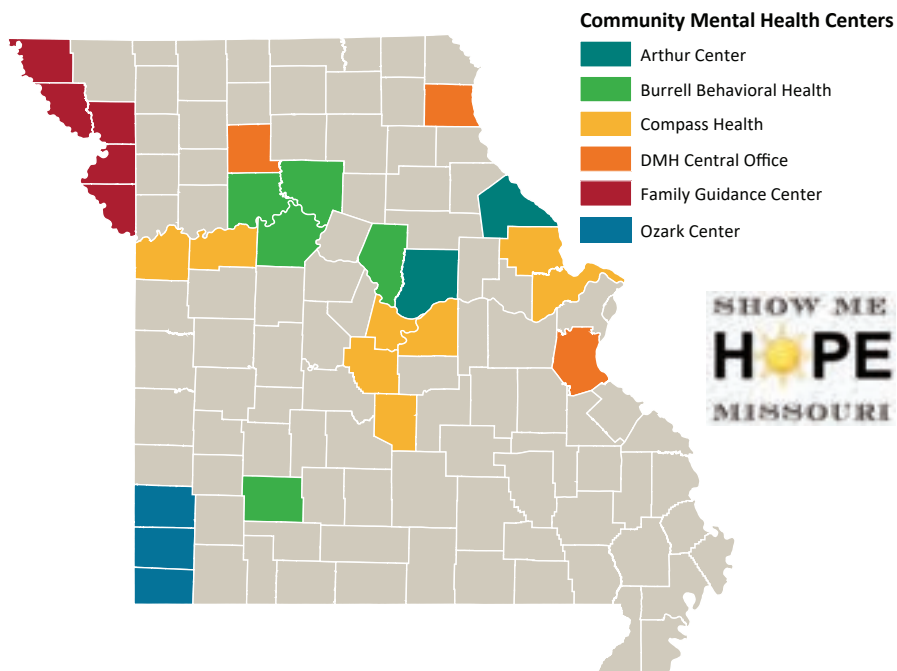 Community Mental Health Centers
Arthur Center
Burrell Behavioral Health
Compass Health
DMH Central Office
Family Guidance Center
Ozark Center
SHOW ME
HOPE
MISSOURI